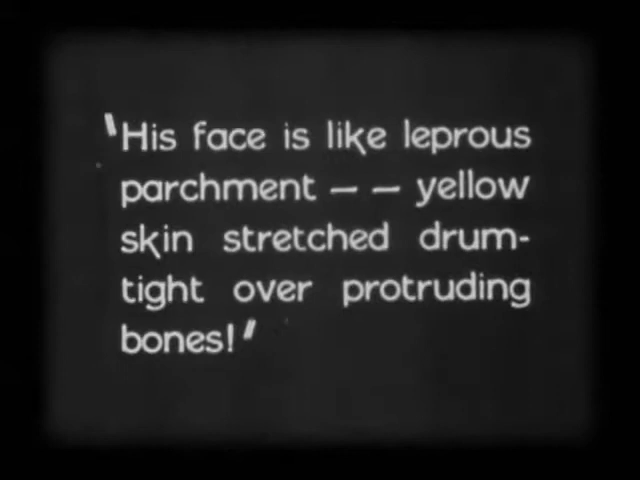 'His face is like leprous
parchment — — yellow
skin stretched drum-
tight over protruding
bones!'